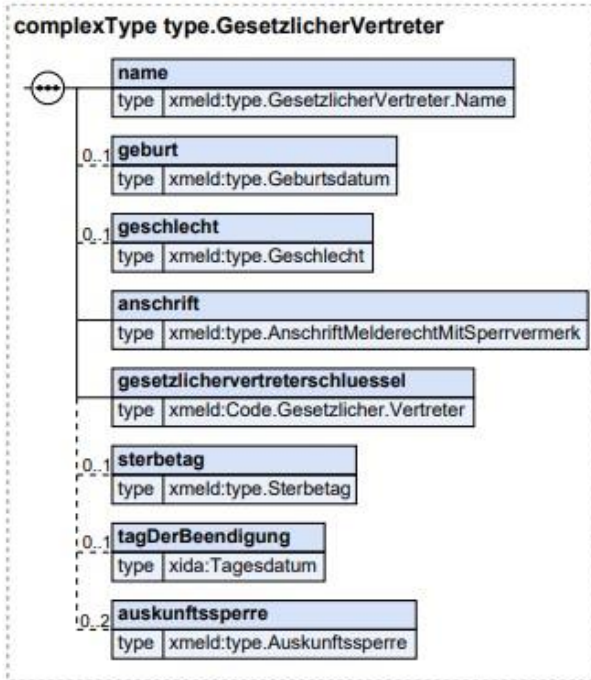 complexType type.GesetzlicherVertreter
name
type xmeld:type.GesetzlicherVertreter.Name
0..1 geburt
type xmeld:type.Geburtsdatum
0..1 geschlecht
type xmeld:type.Geschlecht
anschrift
type xmeld:type.AnschriftMelderechtMitSperrvermerk
gesetzlichervertreterschluessel
type xmeld:Code.Gesetzlicher.Vertreter
0..1 sterbetag
type xmeld:type.Sterbetag
0..1 tagDerBeendigung
type xida:Tagesdatum
0..2 auskunftssperre
type xmeld:type.Auskunftssperre